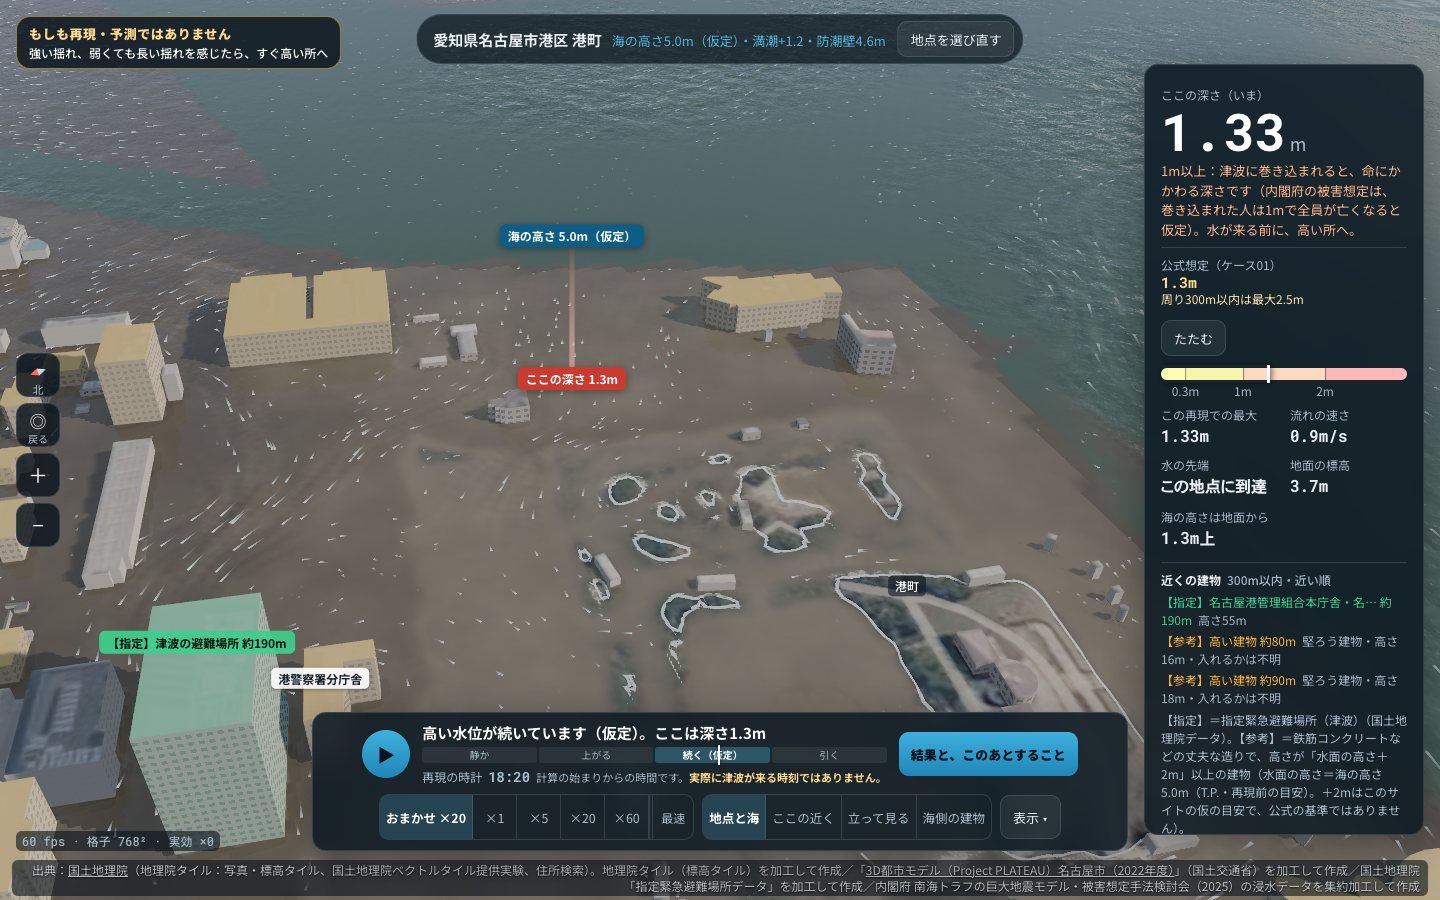 もしも再現・予測ではありません
強い揺れ、弱くても長い揺れを感じたら、すぐ高い所へ
愛知県名古屋市港区 港町
海の高さ5.0m（仮定）・満潮+1.2・防潮壁4.6m
地点を選び直す
ここの深さ（いま）
1.33 m
1m以上：津波に巻き込まれると、命にか
かわる深さです（内閣府の被害想定は、
巻き込まれた人は1mで全員が亡くなると
仮定）。水が来る前に、高い所へ。
公式想定（ケース01）
1.3m
周り300m以内は最大2.5m
たたむ
0.3m 1m 2m
この再現での最大 流れの速さ
1.33m 0.9m/s
水の先端 地面の標高
この地点に到達 3.7m
海の高さは地面から
1.3m上
近くの建物 300m以内・近い順
【指定】名古屋港管理組合本庁舎・名… 約
190m 高さ55m
【参考】高い建物 約80m 堅ろう建物・高さ
16m・入れるかは不明
【参考】高い建物 約90m 堅ろう建物・高さ
18m・入れるかは不明
【指定】＝指定緊急避難場所（津波）（国土地
理院データ）。【参考】＝鉄筋コンクリートな
どの丈夫な造りで、高さが「水面の高さ＋
2m」以上の建物（水面の高さ＝海の高さ
5.0m（T.P.・再現前の目安）。＋2mはこのサ
イトの仮の目安で、公式の基準ではありませ
ん）。
海の高さ 5.0m（仮定）
ここの深さ 1.3m
北
戻る
＋
−
港町
【指定】津波の避難場所 約190m
港警察署分庁舎
高い水位が続いています（仮定）。ここは深さ1.3m
静か 上がる 続く（仮定） 引く
再現の時計 18:20 計算の始まりからの時間です。実際に津波が来る時刻ではありません。
結果と、このあとすること
おまかせ ×20 ×1 ×5 ×20 ×60 最速
地点と海 ここの近く 立って見る 海側の建物
表示 ▾
60 fps · 格子 768² · 実効 ×0
出典：国土地理院（地理院タイル：写真・標高タイル、国土地理院ベクトルタイル提供実験、住所検索）。地理院タイル（標高タイル）を加工して作成／「3D都市モデル（Project PLATEAU）名古屋市（2022年度）」（国土交通省）を加工して作成／国土地理院
「指定緊急避難場所データ」を加工して作成／内閣府 南海トラフの巨大地震モデル・被害想定手法検討会（2025）の浸水データを集約加工して作成